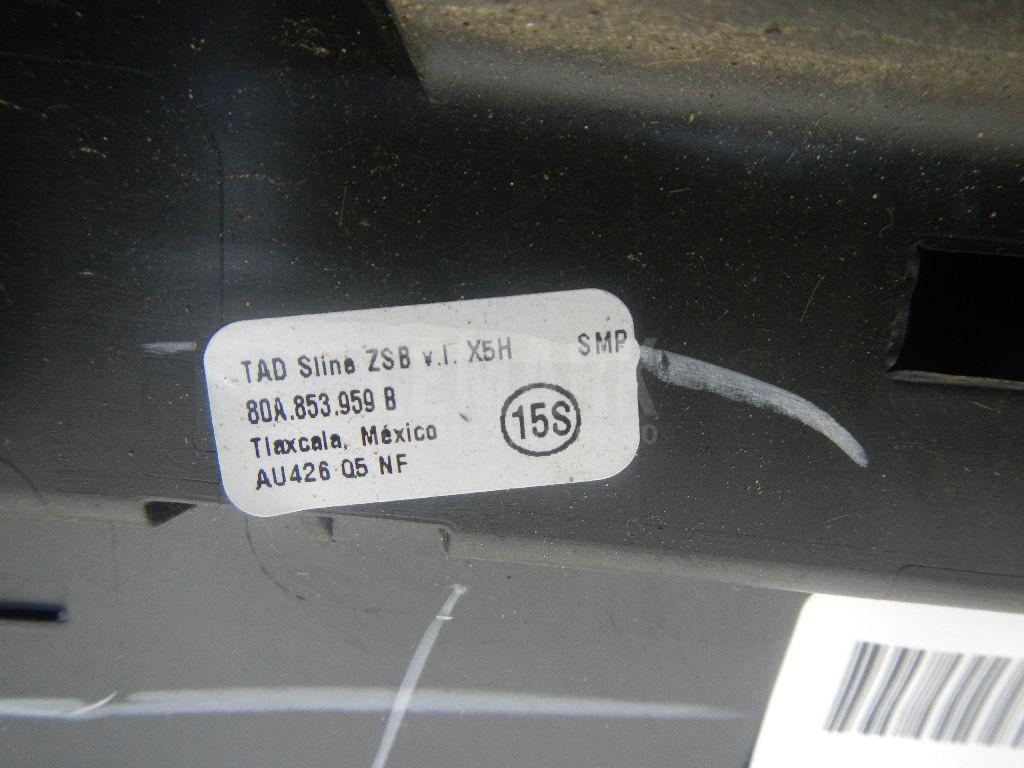 TAD Sline ZSB v.l. X5H SMP
80A.853.959 B
15S
Tlaxcala, México
AU426 Q5 NF